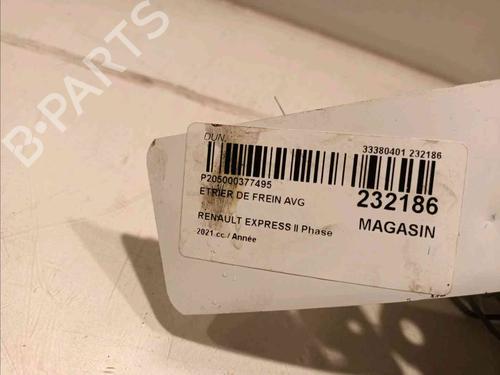 B-PARTS
DUN
33380401 232186
P205000377495
ETRIER DE FREIN AVG
232186
RENAULT EXPRESS II Phase
MAGASIN
2021 cc / Année